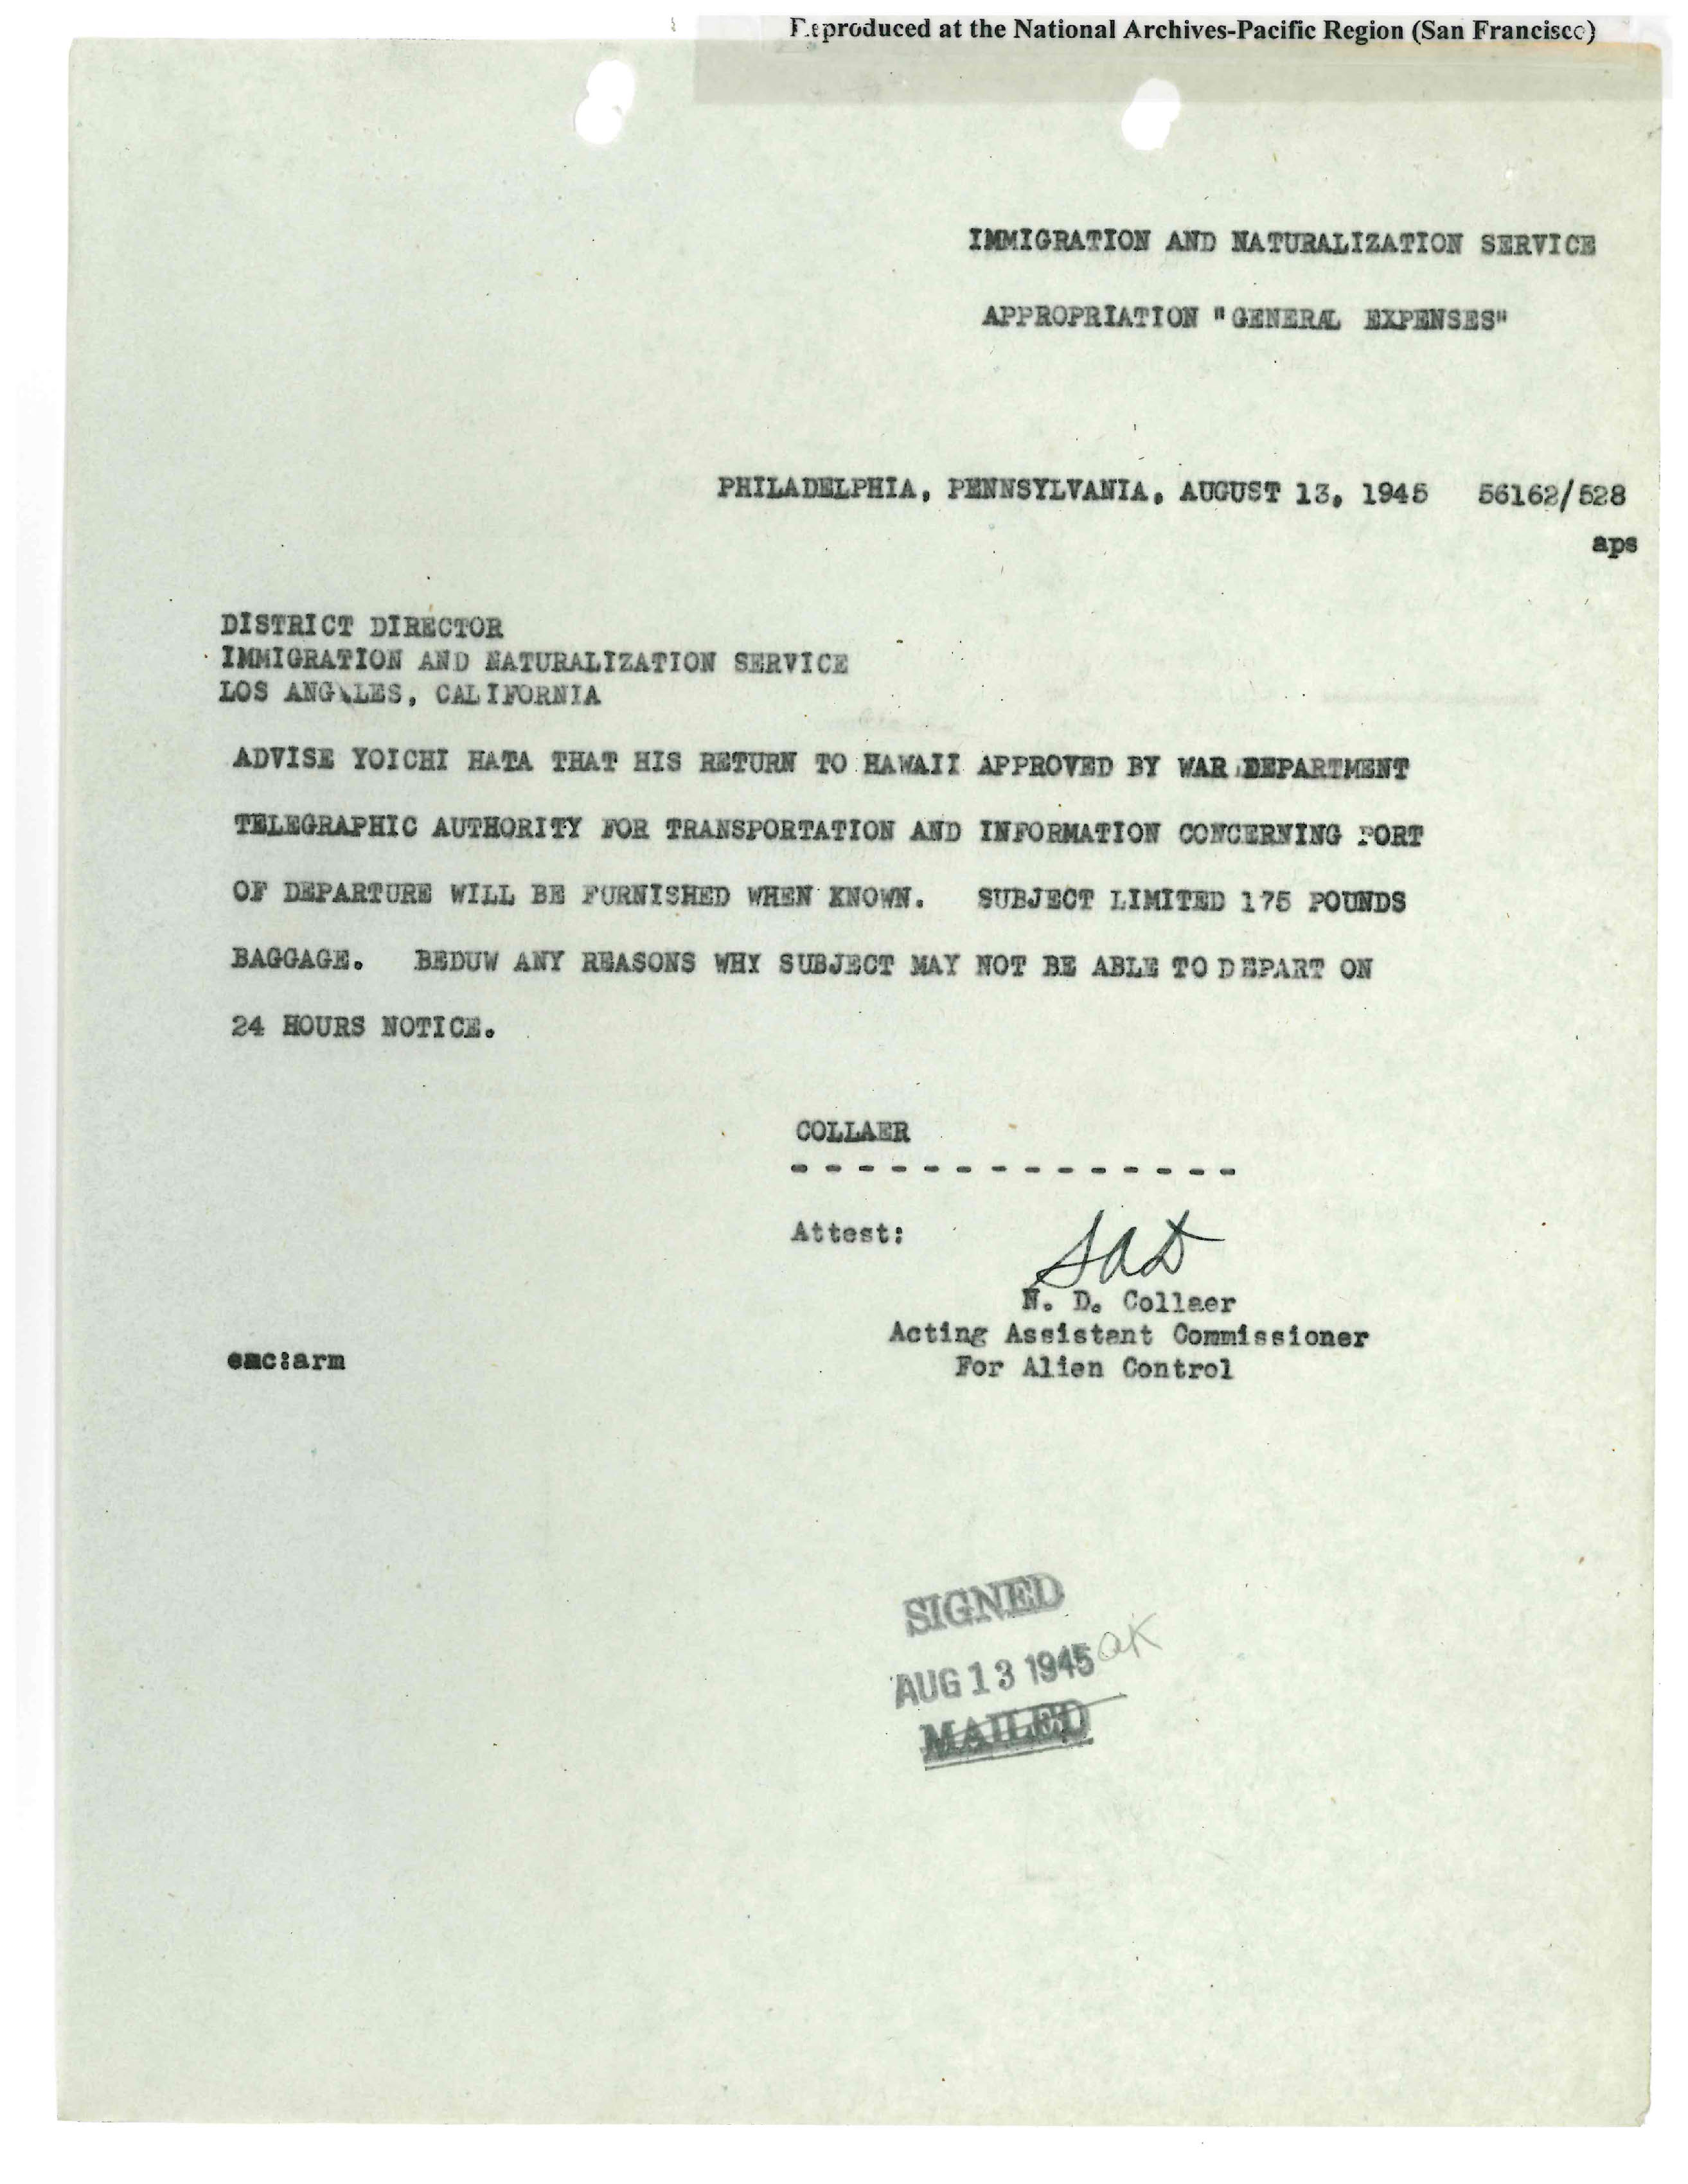 Reproduced at the National Archives-Pacific Region (San Francisco)
IMMIGRATION AND NATURALIZATION SERVICE
APPROPRIATION "GENERAL EXPENSES"
PHILADELPHIA, PENNSYLVANIA, AUGUST 13, 1945 56162/528
aps
DISTRICT DIRECTOR
IMMIGRATION AND NATURALIZATION SERVICE
LOS ANGELES, CALIFORNIA
ADVISE YOICHI HATA THAT HIS RETURN TO HAWAII APPROVED BY WAR DEPARTMENT
TELEGRAPHIC AUTHORITY FOR TRANSPORTATION AND INFORMATION CONCERNING PORT
OF DEPARTURE WILL BE FURNISHED WHEN KNOWN. SUBJECT LIMITED 175 POUNDS
BAGGAGE. BEDUW ANY REASONS WHY SUBJECT MAY NOT BE ABLE TO DEPART ON
24 HOURS NOTICE.
COLLAER
- - - - - - - - - - - - - -
Attest:
SAD
N. D. Collaer
Acting Assistant Commissioner
For Alien Control
emc:arm
SIGNED
AUG 13 1945 OK
MAILED